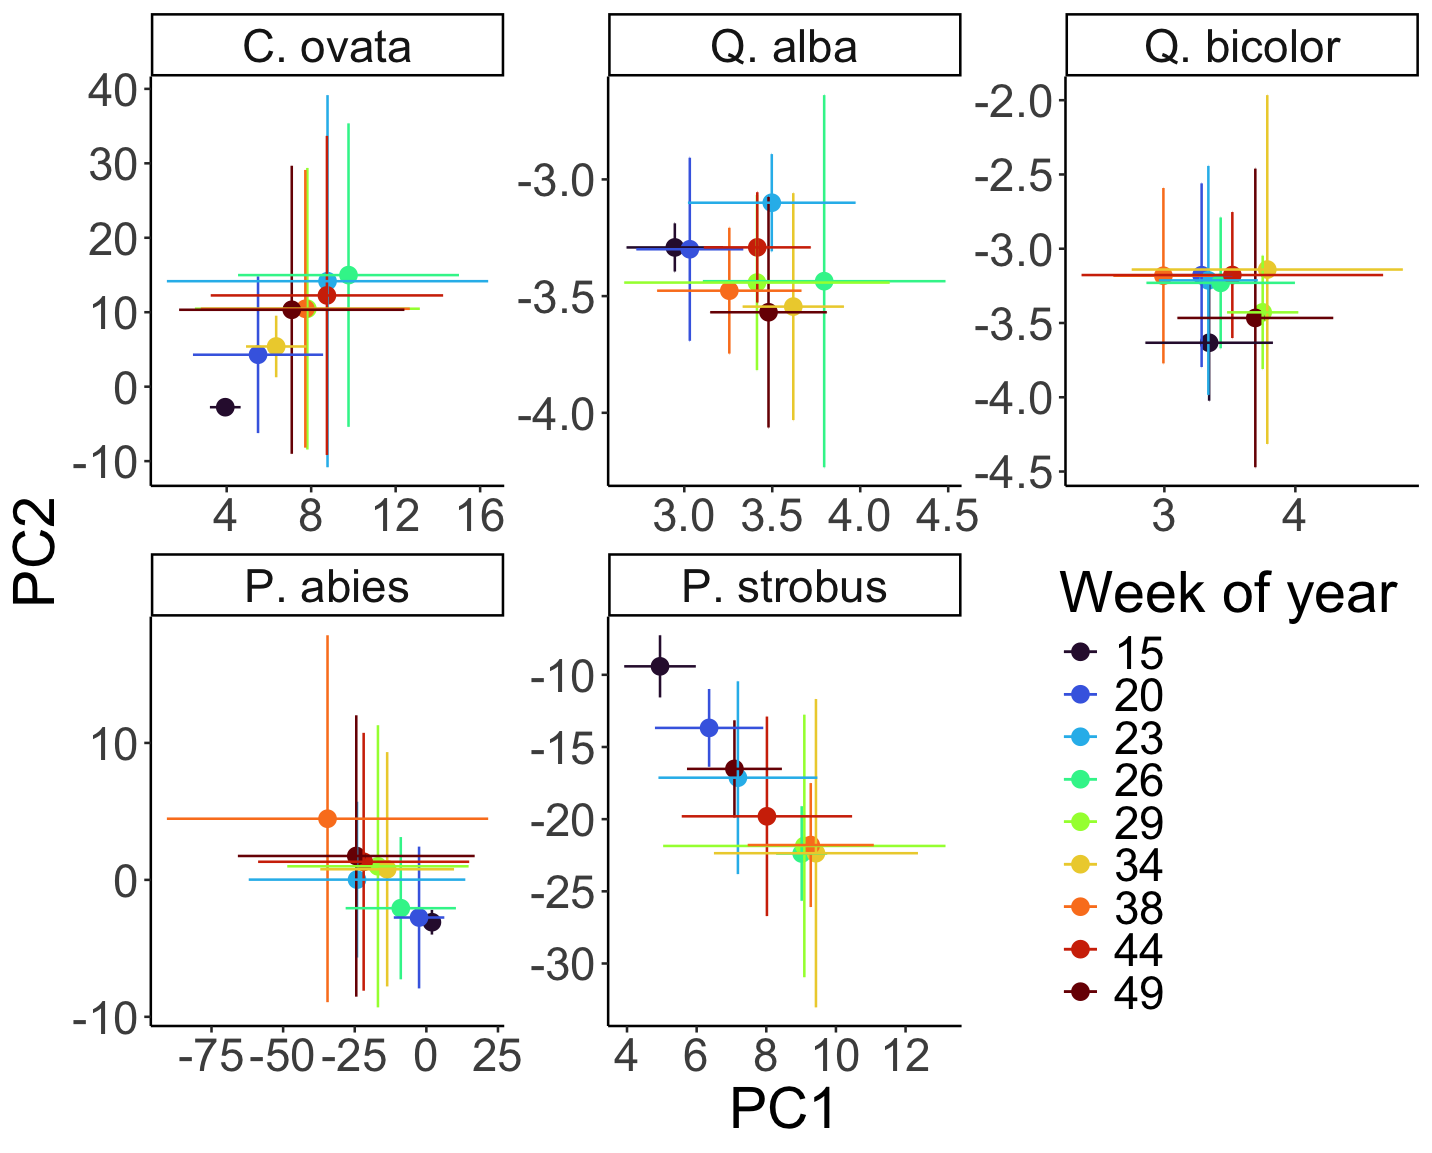 C. ovata
Q. alba
Q. bicolor
40
30
20
10
0
-10
4 8 12 16
-3.0
-3.5
-4.0
3.0 3.5 4.0 4.5
-2.0
-2.5
-3.0
-3.5
-4.0
-4.5
3 4
PC2
P. abies
P. strobus
10
0
-10
-75 -50 -25 0 25
-10
-15
-20
-25
-30
4 6 8 10 12
PC1
Week of year
15
20
23
26
29
34
38
44
49